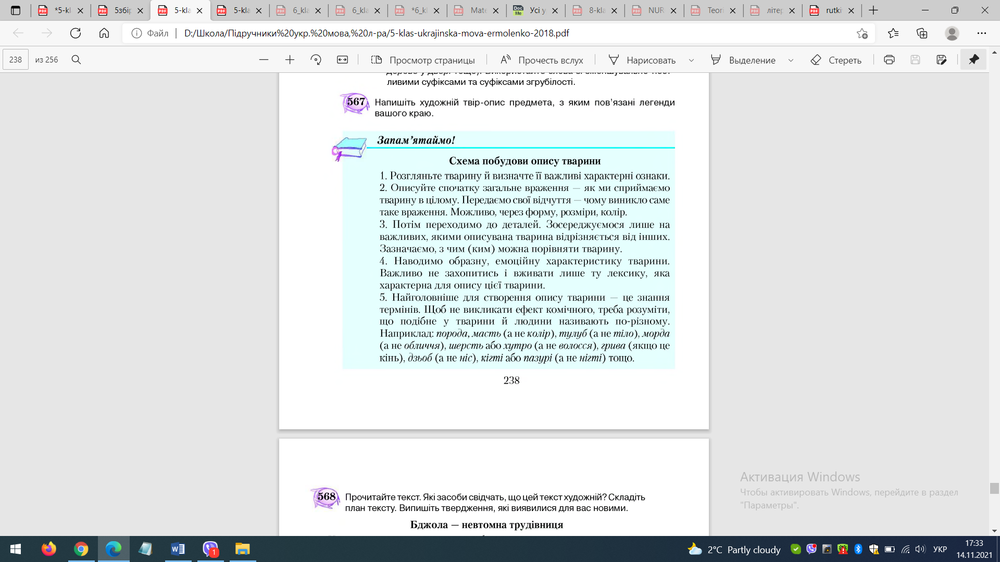 *5-kl
5збір
5-kla
5-kla
6_kla
6_kla
*6_kl
Мате
Усі у
8-kla
NUR
Teori
літер
rutki
Файл
D:/Школа/Підручники%20укр.%20мова,%20л-ра/5-klas-ukrajinska-mova-ermolenko-2018.pdf
238
из 256
Просмотр страницы
Прочесть вслух
Нарисовать
Выделение
Стереть
ливими суфіксами та суфіксами згрубілості.
567
Напишіть художній твір-опис предмета, з яким пов’язані легенди
вашого краю.
Запам’ятаймо!
Схема побудови опису тварини
1. Розгляньте тварину й визначте її важливі характерні ознаки.
2. Описуйте спочатку загальне враження — як ми сприймаємо
тварину в цілому. Передаємо свої відчуття — чому виникло саме
таке враження. Можливо, через форму, розміри, колір.
3. Потім переходимо до деталей. Зосереджуємося лише на
важливих, якими описувана тварина відрізняється від інших.
Зазначаємо, з чим (ким) можна порівняти тварину.
4. Наводимо образну, емоційну характеристику тварини.
Важливо не захопитись і вживати лише ту лексику, яка
характерна для опису цієї тварини.
5. Найголовніше для створення опису тварини — це знання
термінів. Щоб не викликати ефект комічного, треба розуміти,
що подібне у тварини й людини називають по-різному.
Наприклад: порода, масть (а не колір), тулуб (а не тіло), морда
(а не обличчя), шерсть або хутро (а не волосся), грива (якщо це
кінь), дзьоб (а не ніс), кігті або пазурі (а не нігті) тощо.
238
568
Прочитайте текст. Які засоби свідчать, що цей текст художній? Складіть
план тексту. Випишіть твердження, які виявилися для вас новими.
Бджола — невтомна трудівниця
Активация Windows
Чтобы активировать Windows, перейдите в раздел
"Параметры".
1
2°C Partly cloudy
УКР
17:33
14.11.2021